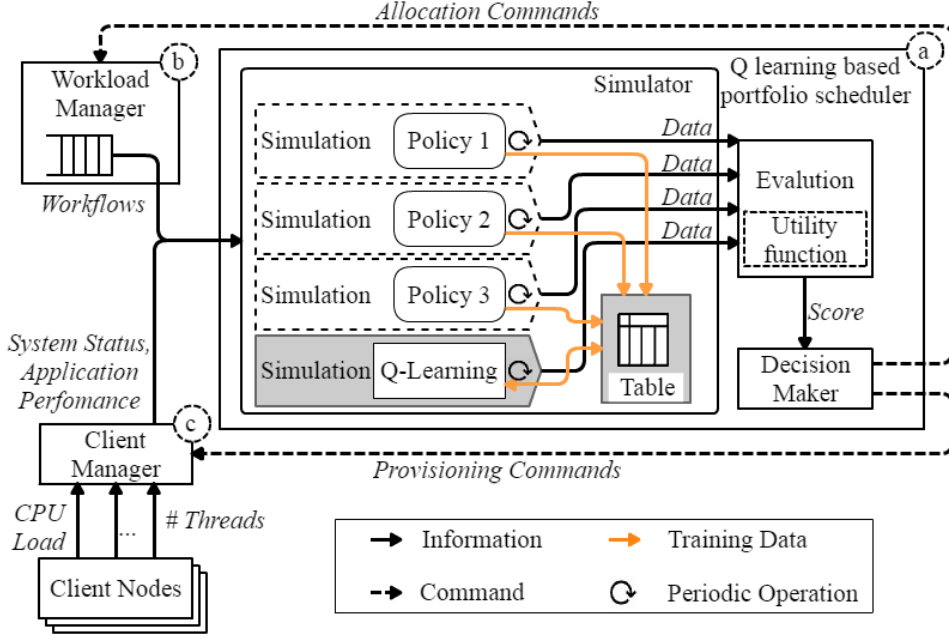 Allocation Commands
a
b
Workload
Manager
Workflows
Q learning based
portfolio scheduler
Simulator
Simulation
Policy 1
Data
Simulation
Policy 2
Data
Simulation
Policy 3
Data
Simulation
Q-Learning
Data
Table
Evalution
Utility
function
Score
Decision
Maker
System Status,
Application
Perfomance
c
Client
Manager
Provisioning Commands
CPU
Load
...
# Threads
Client Nodes
Information
Training Data
Command
Periodic Operation